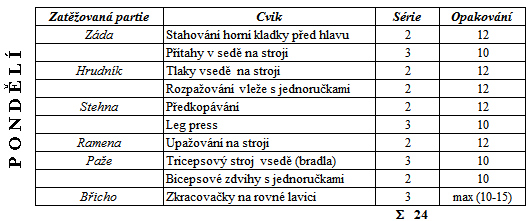 PONDĚLÍ
Zatěžovaná partie Cvik Série Opakování
Záda Stahování horní kladky před hlavu 2 12
Přítahy v sedě na stroji 3 10
Hrudník Tlaky vsedě na stroji 2 12
Rozpažování vleže s jednoručkami 2 12
Stehna Předkopávání 2 12
Leg press 3 10
Ramena Upažování na stroji 2 12
Paže Tricepsový stroj vsedě (bradla) 3 10
Bicepsové zdvihy s jednoručkami 2 10
Břicho Zkracovačky na rovné lavici 3 max (10-15)
Σ 24